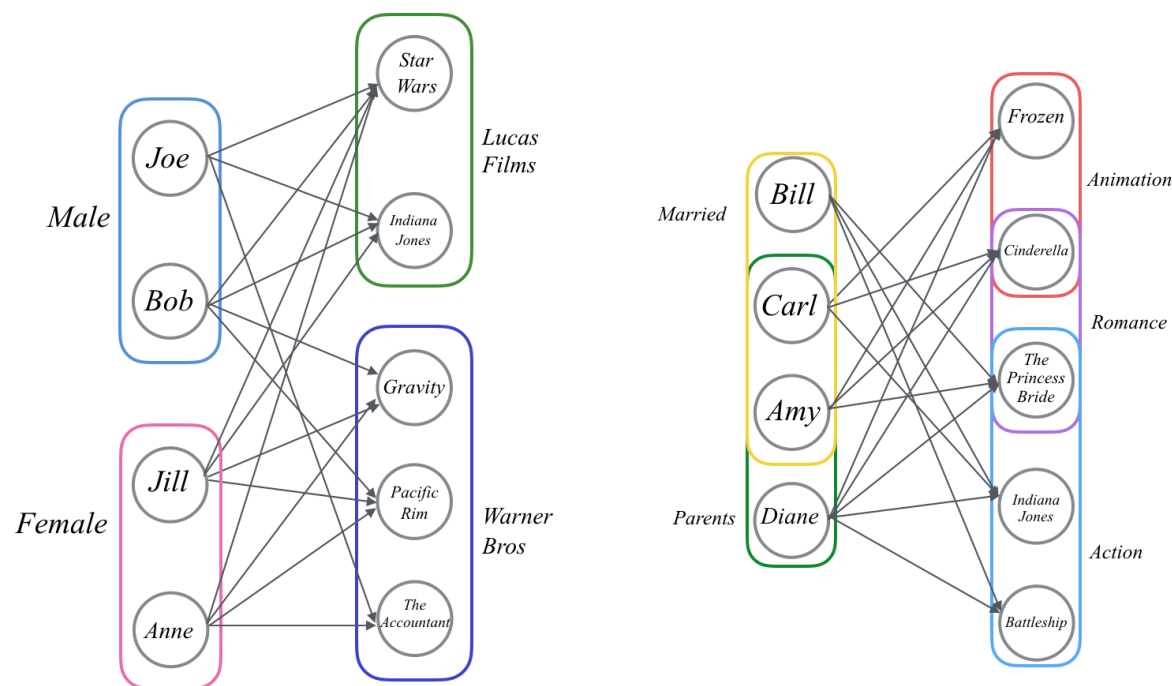 Star
Wars
Joe
Lucas
Films
Male
Indiana
Jones
Bob
Gravity
Jill
Pacific
Rim
Female
Warner
Bros
The
Accountant
Anne
Frozen
Animation
Bill
Married
Cinderella
Carl
Romance
The
Princess
Bride
Amy
Indiana
Jones
Parents
Diane
Action
Battleship